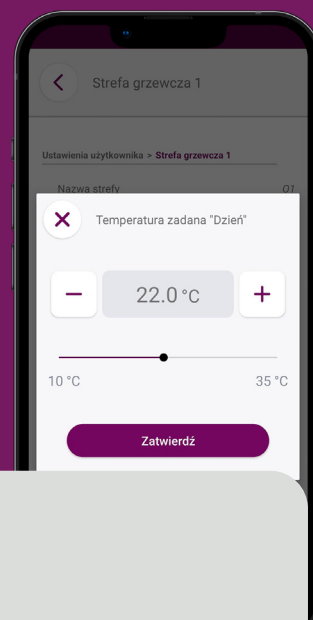 Strefa grzewcza 1
Ustawienia użytkownika > Strefa grzewcza 1
Nazwa strefy 01
Temperatura zadana "Dzień"
− 22.0 °C +
10 °C 35 °C
Zatwierdź